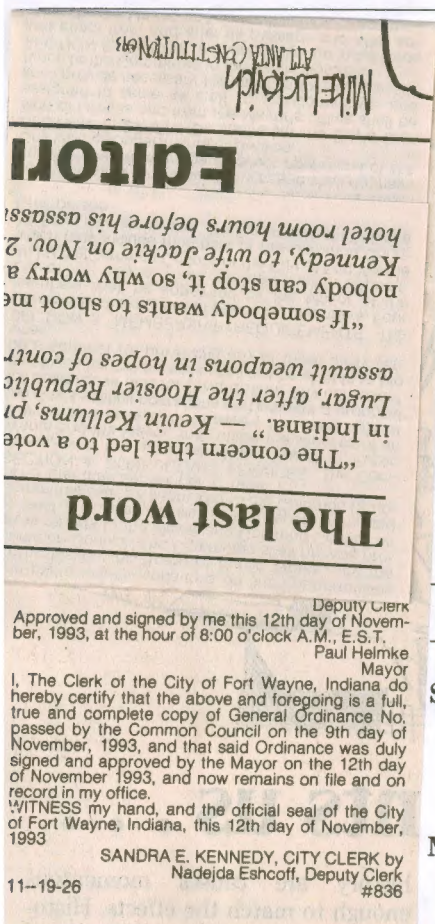 The last word
"The concern that led to a vote
in Indiana." — Kevin Kellums, pr
Lugar, after the Hoosier Republic
assault weapons in hopes of contr
"If somebody wants to shoot me
nobody can stop it, so why worry a
Kennedy, to wife Jackie on Nov. 2
hotel room hours before his assass
Editori
MIKE LUCKOVICH
ATLANTA CONSTITUTION ©93
Deputy Clerk
Approved and signed by me this 12th day of Novem-
ber, 1993, at the hour of 8:00 o'clock A.M., E.S.T.
Paul Helmke
Mayor
I, The Clerk of the City of Fort Wayne, Indiana do
hereby certify that the above and foregoing is a full,
true and complete copy of General Ordinance No.
passed by the Common Council on the 9th day of
November, 1993, and that said Ordinance was duly
signed and approved by the Mayor on the 12th day
of November 1993, and now remains on file and on
record in my office.
WITNESS my hand, and the official seal of the City
of Fort Wayne, Indiana, this 12th day of November,
1993
SANDRA E. KENNEDY, CITY CLERK by
Nadejda Eshcoff, Deputy Clerk
11--19-26 #836